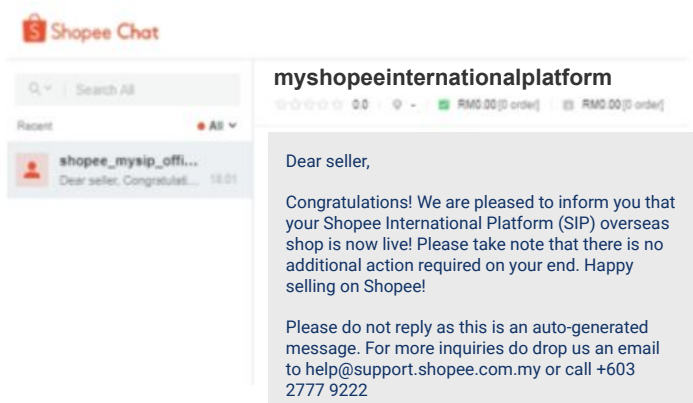 Shopee Chat
Search All
Recent
All
shopee_mysip_offi...
Dear seller, Congratulati... 18:01
myshopeeinternationalplatform
0.0 - RM0.00 [0 order] RM0.00 [0 order]
Dear seller,
Congratulations! We are pleased to inform you that
your Shopee International Platform (SIP) overseas
shop is now live! Please take note that there is no
additional action required on your end. Happy
selling on Shopee!
Please do not reply as this is an auto-generated
message. For more inquiries do drop us an email
to help@support.shopee.com.my or call +603
2777 9222